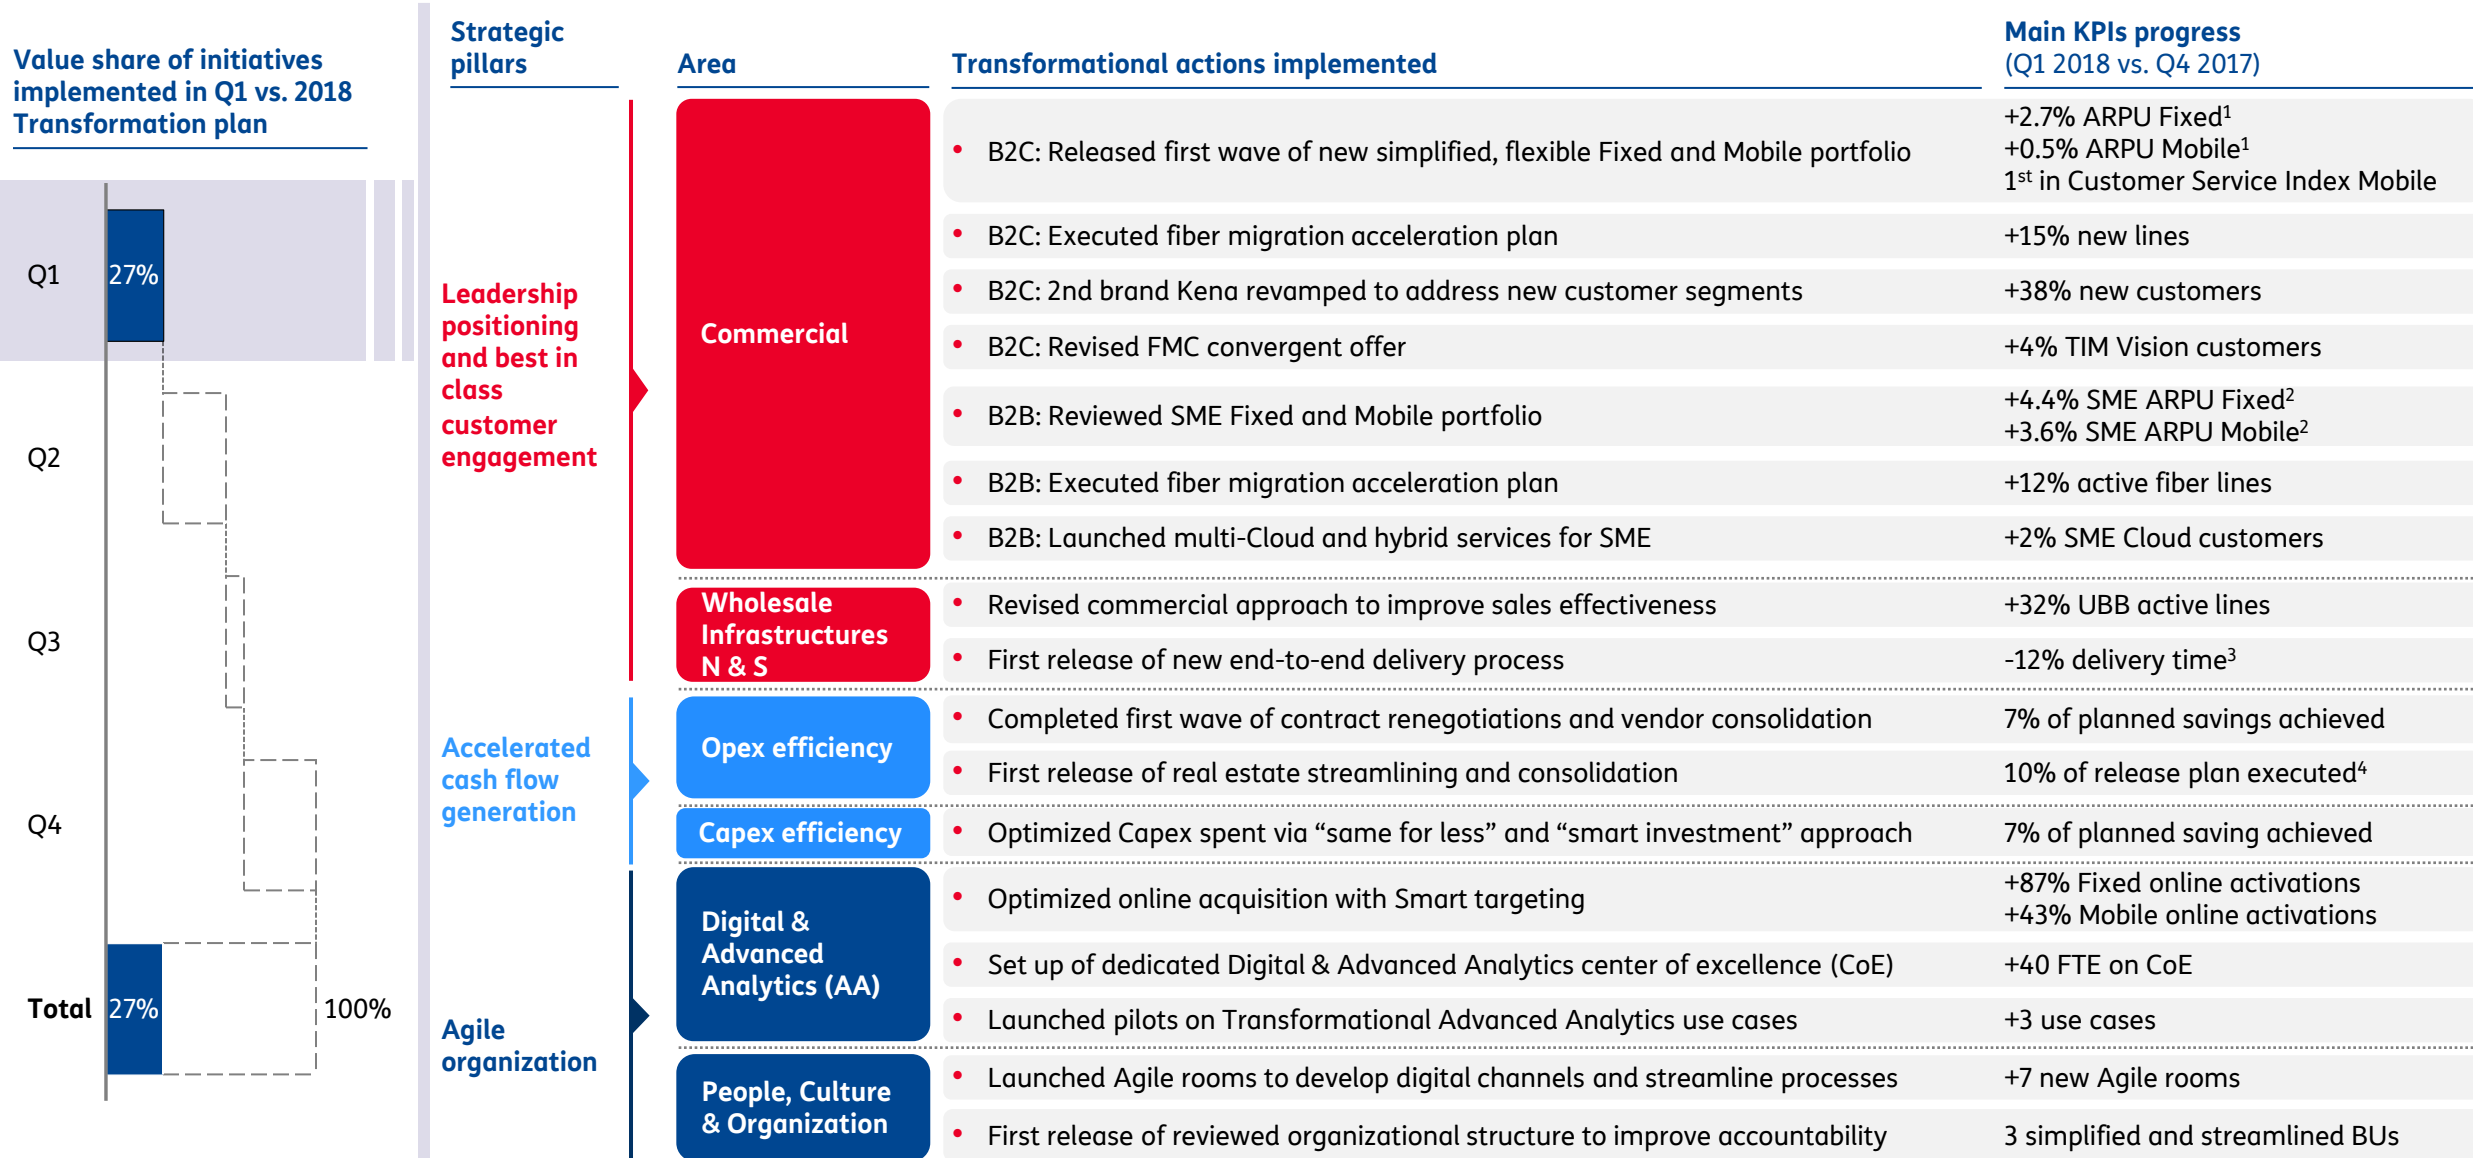 Value share of initiatives
implemented in Q1 vs. 2018
Transformation plan
Q1
27%
Q2
Q3
Q4
Total
27%
100%
Strategic
pillars
Area
Transformational actions implemented
Main KPIs progress
(Q1 2018 vs. Q4 2017)
Leadership
positioning
and best in
class
customer
engagement
Commercial
• B2C: Released first wave of new simplified, flexible Fixed and Mobile portfolio
+2.7% ARPU Fixed¹
+0.5% ARPU Mobile¹
1st in Customer Service Index Mobile
• B2C: Executed fiber migration acceleration plan
+15% new lines
• B2C: 2nd brand Kena revamped to address new customer segments
+38% new customers
• B2C: Revised FMC convergent offer
+4% TIM Vision customers
• B2B: Reviewed SME Fixed and Mobile portfolio
+4.4% SME ARPU Fixed²
+3.6% SME ARPU Mobile²
• B2B: Executed fiber migration acceleration plan
+12% active fiber lines
• B2B: Launched multi-Cloud and hybrid services for SME
+2% SME Cloud customers
Wholesale
Infrastructures
N & S
• Revised commercial approach to improve sales effectiveness
+32% UBB active lines
• First release of new end-to-end delivery process
-12% delivery time³
Accelerated
cash flow
generation
Opex efficiency
• Completed first wave of contract renegotiations and vendor consolidation
7% of planned savings achieved
• First release of real estate streamlining and consolidation
10% of release plan executed⁴
Capex efficiency
• Optimized Capex spent via “same for less” and “smart investment” approach
7% of planned saving achieved
Agile
organization
Digital &
Advanced
Analytics (AA)
• Optimized online acquisition with Smart targeting
+87% Fixed online activations
+43% Mobile online activations
• Set up of dedicated Digital & Advanced Analytics center of excellence (CoE)
+40 FTE on CoE
• Launched pilots on Transformational Advanced Analytics use cases
+3 use cases
People, Culture
& Organization
• Launched Agile rooms to develop digital channels and streamline processes
+7 new Agile rooms
• First release of reviewed organizational structure to improve accountability
3 simplified and streamlined BUs